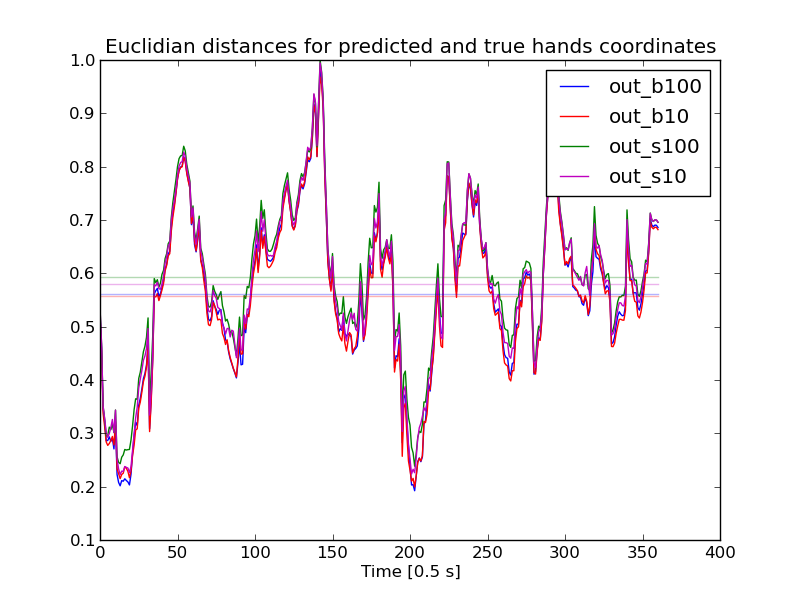 Euclidian distances for predicted and true hands coordinates
out_b100
out_b10
out_s100
out_s10
1.0
0.9
0.8
0.7
0.6
0.5
0.4
0.3
0.2
0.1
0 50 100 150 200 250 300 350 400
Time [0.5 s]